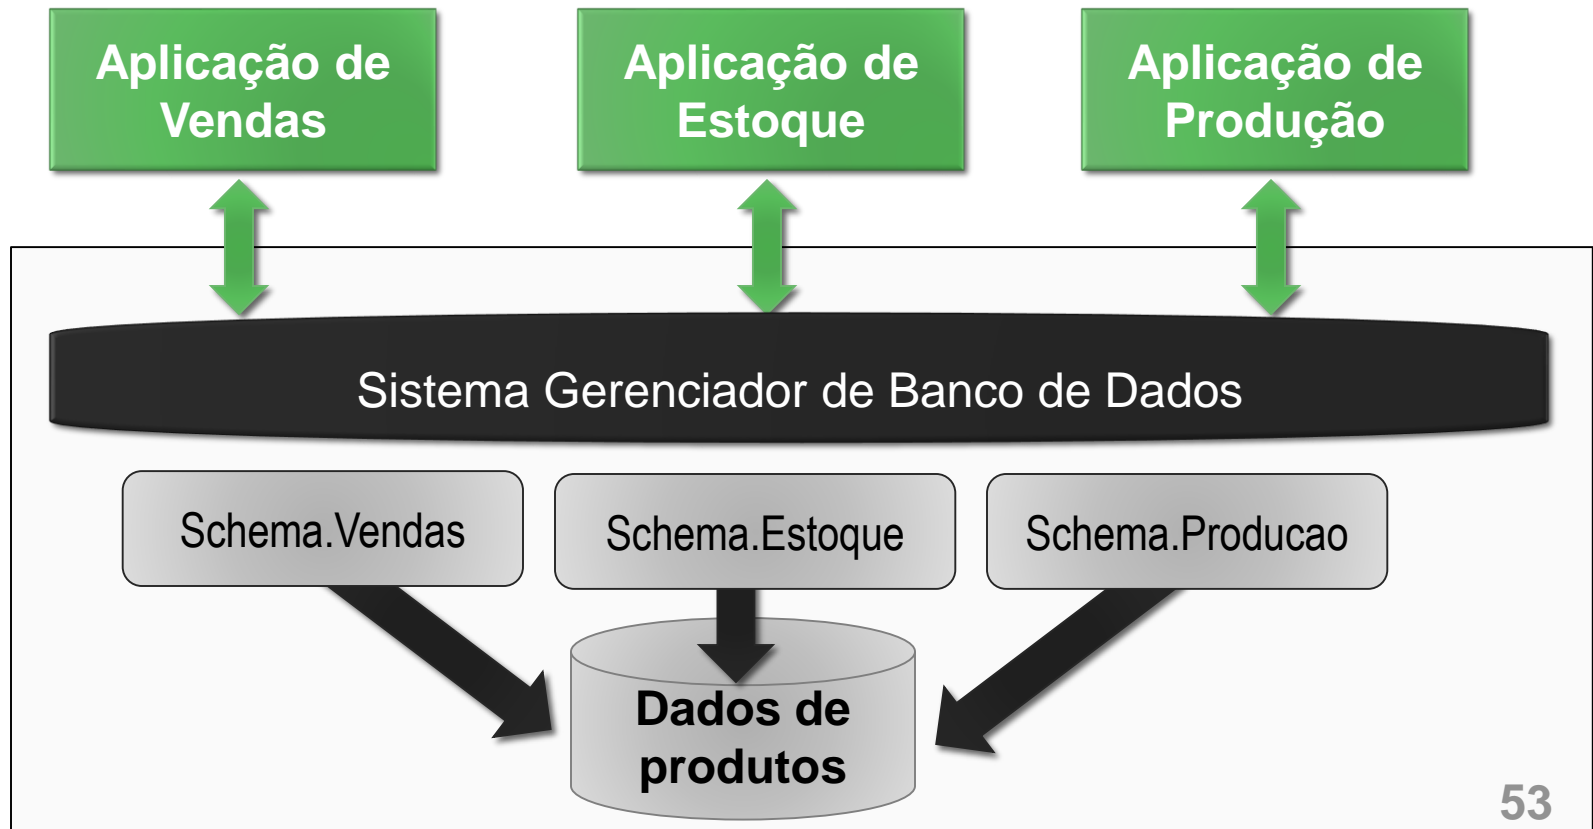 Aplicação de
Vendas
Aplicação de
Estoque
Aplicação de
Produção
Sistema Gerenciador de Banco de Dados
Schema.Vendas
Schema.Estoque
Schema.Producao
Dados de
produtos
53